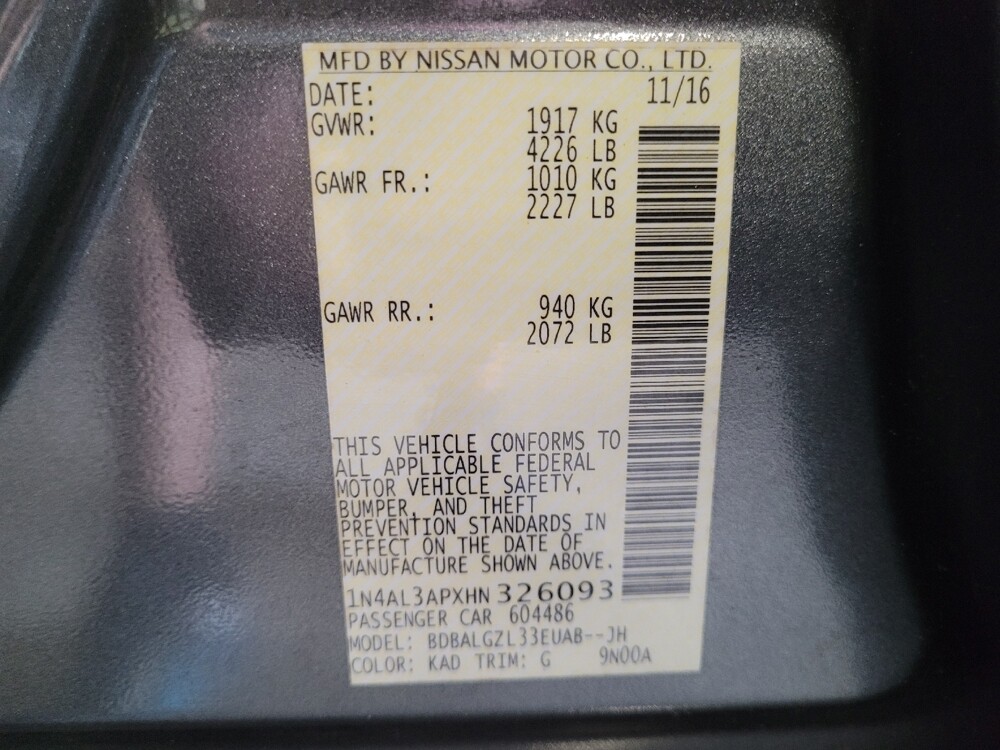 MFD BY NISSAN MOTOR CO., LTD.
DATE: 11/16
GVWR: 1917 KG
4226 LB
GAWR FR.: 1010 KG
2227 LB
GAWR RR.: 940 KG
2072 LB
THIS VEHICLE CONFORMS TO
ALL APPLICABLE FEDERAL
MOTOR VEHICLE SAFETY,
BUMPER, AND THEFT
PREVENTION STANDARDS IN
EFFECT ON THE DATE OF
MANUFACTURE SHOWN ABOVE.
1N4AL3APXHN 326093
PASSENGER CAR 604486
MODEL: BDBALGZL33EUAB--JH
COLOR: KAD TRIM: G 9N00A